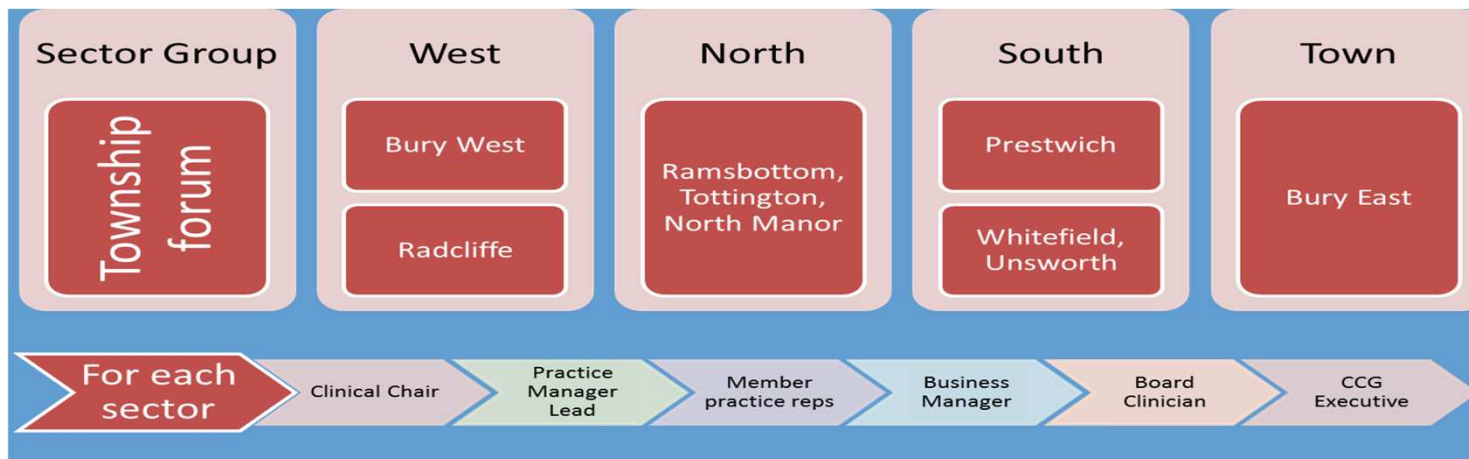 Sector Group
Township
forum
West
Bury West
Radcliffe
North
Ramsbottom,
Tottington,
North Manor
South
Prestwich
Whitefield,
Unsworth
Town
Bury East
For each
sector
Clinical Chair
Practice
Manager
Lead
Member
practice reps
Business
Manager
Board
Clinician
CCG
Executive